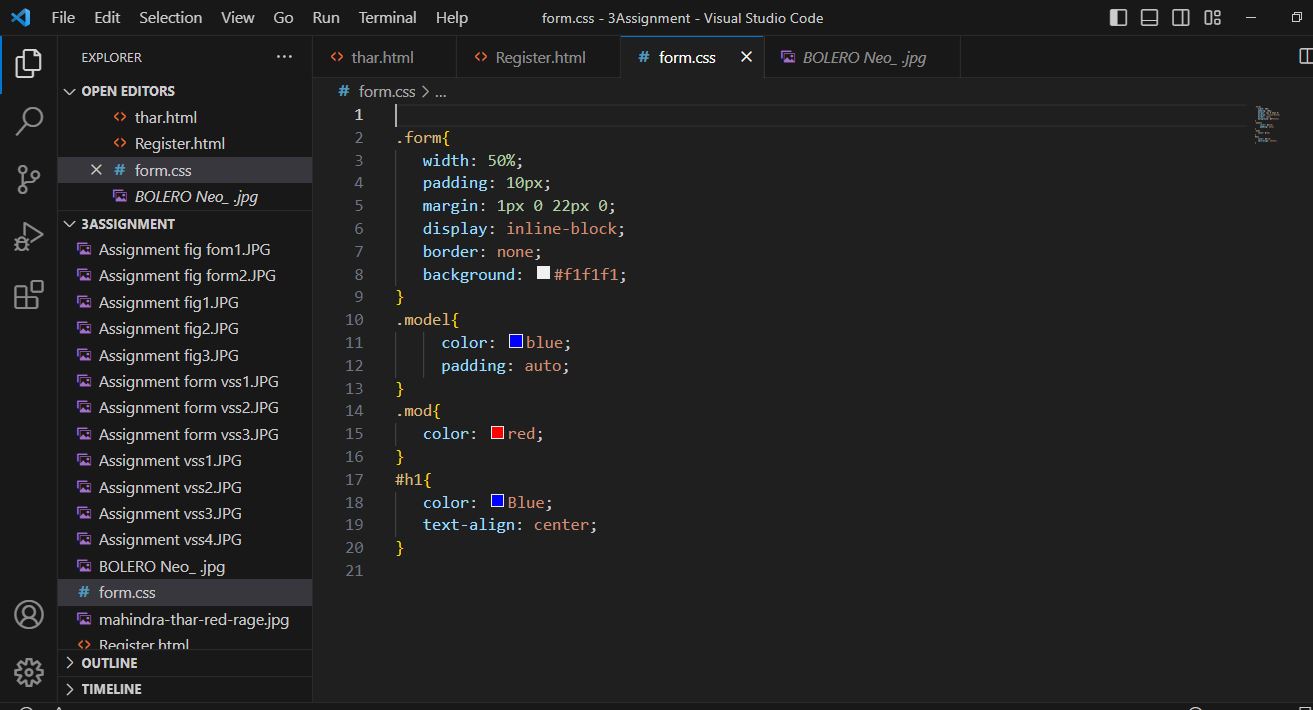 File Edit Selection View Go Run Terminal Help form.css - 3Assignment - Visual Studio Code
EXPLORER
OPEN EDITORS
thar.html
Register.html
form.css
BOLERO Neo_ .jpg
3ASSIGNMENT
Assignment fig fom1.JPG
Assignment fig form2.JPG
Assignment fig1.JPG
Assignment fig2.JPG
Assignment fig3.JPG
Assignment form vss1.JPG
Assignment form vss2.JPG
Assignment form vss3.JPG
Assignment vss1.JPG
Assignment vss2.JPG
Assignment vss3.JPG
Assignment vss4.JPG
BOLERO Neo_ .jpg
form.css
mahindra-thar-red-rage.jpg
Register.html
OUTLINE
TIMELINE
thar.html Register.html form.css BOLERO Neo_ .jpg
form.css > ...
1
2 .form{
3 width: 50%;
4 padding: 10px;
5 margin: 1px 0 22px 0;
6 display: inline-block;
7 border: none;
8 background: #f1f1f1;
9 }
10 .model{
11 color: blue;
12 padding: auto;
13 }
14 .mod{
15 color: red;
16 }
17 #h1{
18 color: Blue;
19 text-align: center;
20 }
21